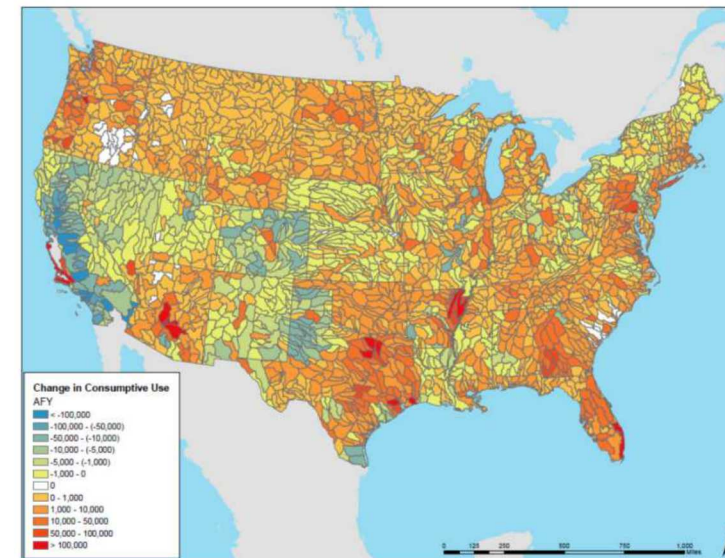 Change in Consumptive Use
AFY
< -100,000
-100,000 - (-50,000)
-50,000 - (-10,000)
-10,000 - (-5,000)
-5,000 - (-1,000)
-1,000 - 0
0
0 - 1,000
1,000 - 10,000
10,000 - 50,000
50,000 - 100,000
> 100,000
0 125 250 500 750 1,000
Miles